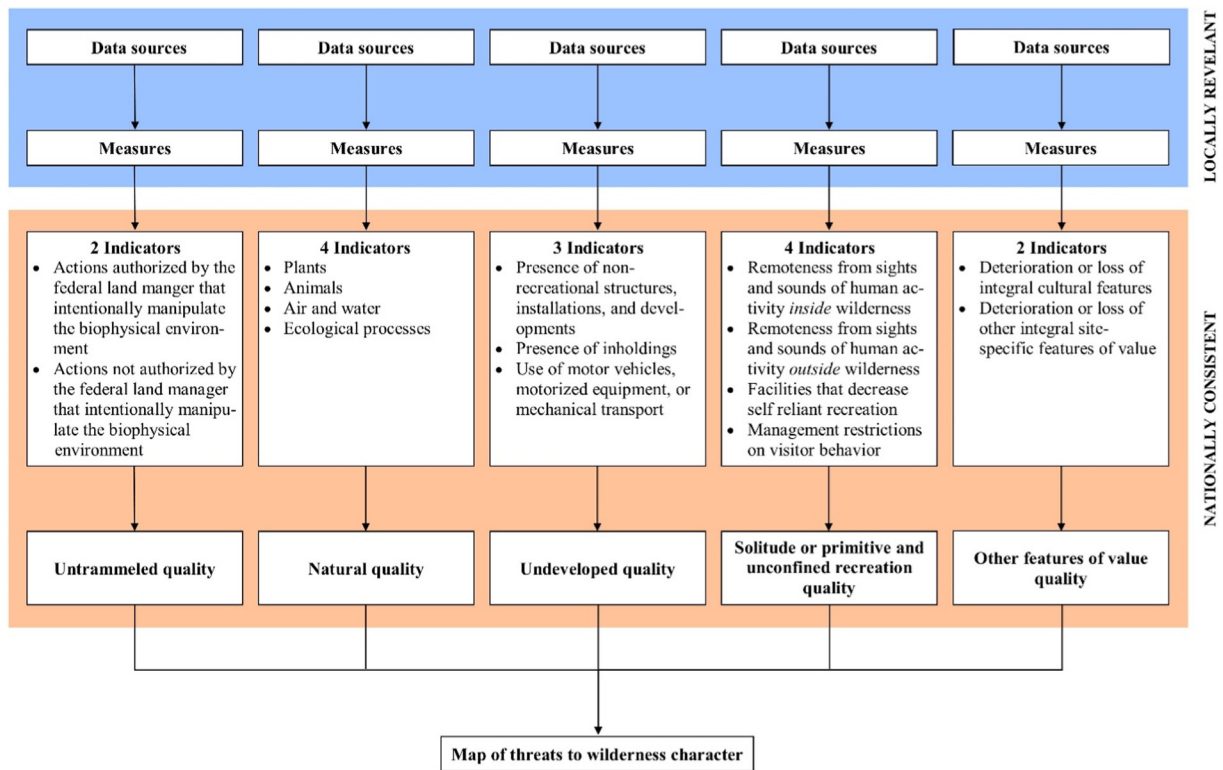 Data sources
Data sources
Data sources
Data sources
Data sources
Measures
Measures
Measures
Measures
Measures
LOCALLY REVELANT
2 Indicators
• Actions authorized by the
federal land manger that
intentionally manipulate
the biophysical environ-
ment
• Actions not authorized by
the federal land manager
that intentionally manipu-
late the biophysical
environment
4 Indicators
• Plants
• Animals
• Air and water
• Ecological processes
3 Indicators
• Presence of non-
recreational structures,
installations, and devel-
opments
• Presence of inholdings
• Use of motor vehicles,
motorized equipment, or
mechanical transport
4 Indicators
• Remoteness from sights
and sounds of human ac-
tivity inside wilderness
• Remoteness from sights
and sounds of human ac-
tivity outside wilderness
• Facilities that decrease
self reliant recreation
• Management restrictions
on visitor behavior
2 Indicators
• Deterioration or loss of
integral cultural features
• Deterioration or loss of
other integral site-
specific features of value
NATIONALLY CONSISTENT
Untrammeled quality
Natural quality
Undeveloped quality
Solitude or primitive and
unconfined recreation
quality
Other features of value
quality
Map of threats to wilderness character